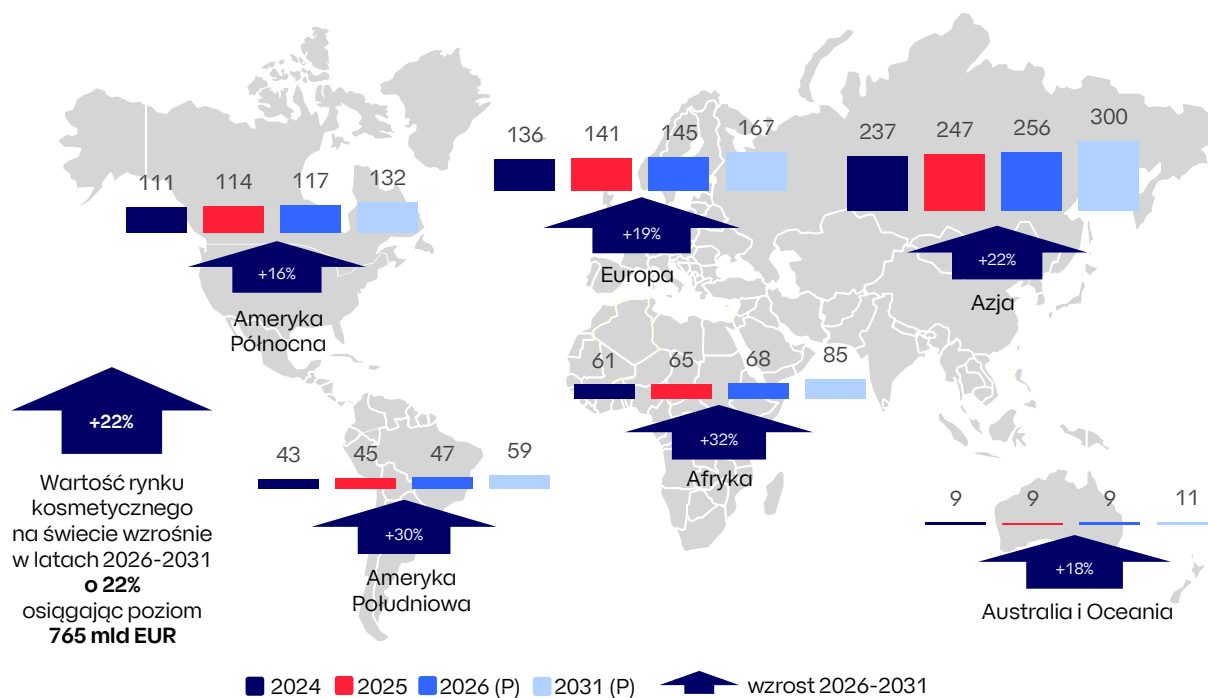 136 141 145 167
237 247 256 300
111 114 117 132
+19%
Europa
+22%
Azja
+16%
Ameryka
Północna
61 65 68 85
+32%
Afryka
+22%
Wartość rynku
kosmetycznego
na świecie wzrośnie
w latach 2026-2031
o 22%
osiągając poziom
765 mld EUR
43 45 47 59
+30%
Ameryka
Południowa
9 9 9 11
+18%
Australia i Oceania
2024 2025 2026 (P) 2031 (P) wzrost 2026-2031